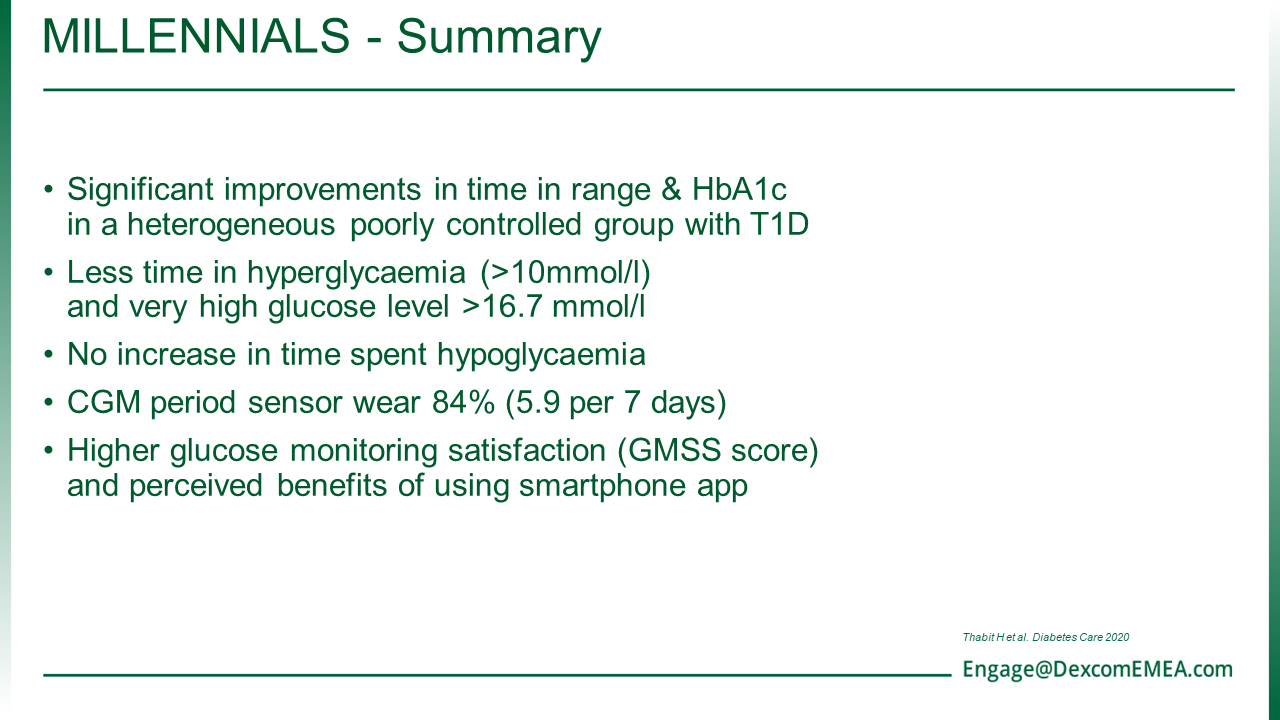 MILLENNIALS - Summary
• Significant improvements in time in range & HbA1c
in a heterogeneous poorly controlled group with T1D
• Less time in hyperglycaemia (>10mmol/l)
and very high glucose level >16.7 mmol/l
• No increase in time spent hypoglycaemia
• CGM period sensor wear 84% (5.9 per 7 days)
• Higher glucose monitoring satisfaction (GMSS score)
and perceived benefits of using smartphone app
Thabit H et al. Diabetes Care 2020
Engage@DexcomEMEA.com